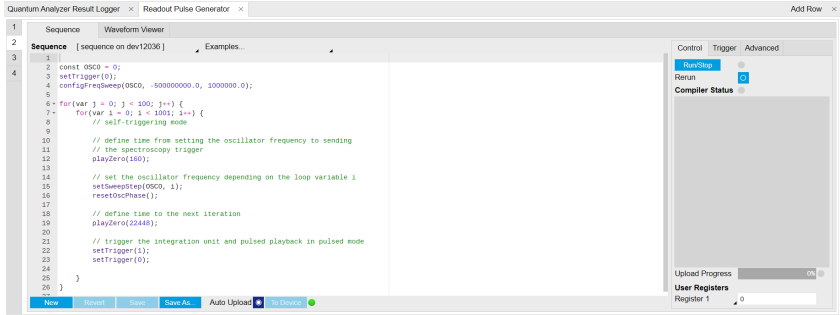 Quantum Analyzer Result Logger × Readout Pulse Generator × Add Row ×
1
2
3
4
Sequence Waveform Viewer
Sequence [ sequence on dev12036 ] Examples...
1
2 const OSC0 = 0;
3 setTrigger(0);
4 configFreqSweep(OSC0, -500000000.0, 1000000.0);
5
6 for(var j = 0; j < 100; j++) {
7 for(var i = 0; i < 1001; i++) {
8 // self-triggering mode
9
10 // define time from setting the oscillator frequency to sending
11 // the spectroscopy trigger
12 playZero(160);
13
14 // set the oscillator frequency depending on the loop variable i
15 setSweepStep(OSC0, i);
16 resetOscPhase();
17
18 // define time to the next iteration
19 playZero(22448);
20
21 // trigger the integration unit and pulsed playback in pulsed mode
22 setTrigger(1);
23 setTrigger(0);
24
25 }
26 }
New Revert Save Save As... Auto Upload To Device
Control Trigger Advanced
Run/Stop
Rerun
Compiler Status
Upload Progress 0%
User Registers
Register 1 0